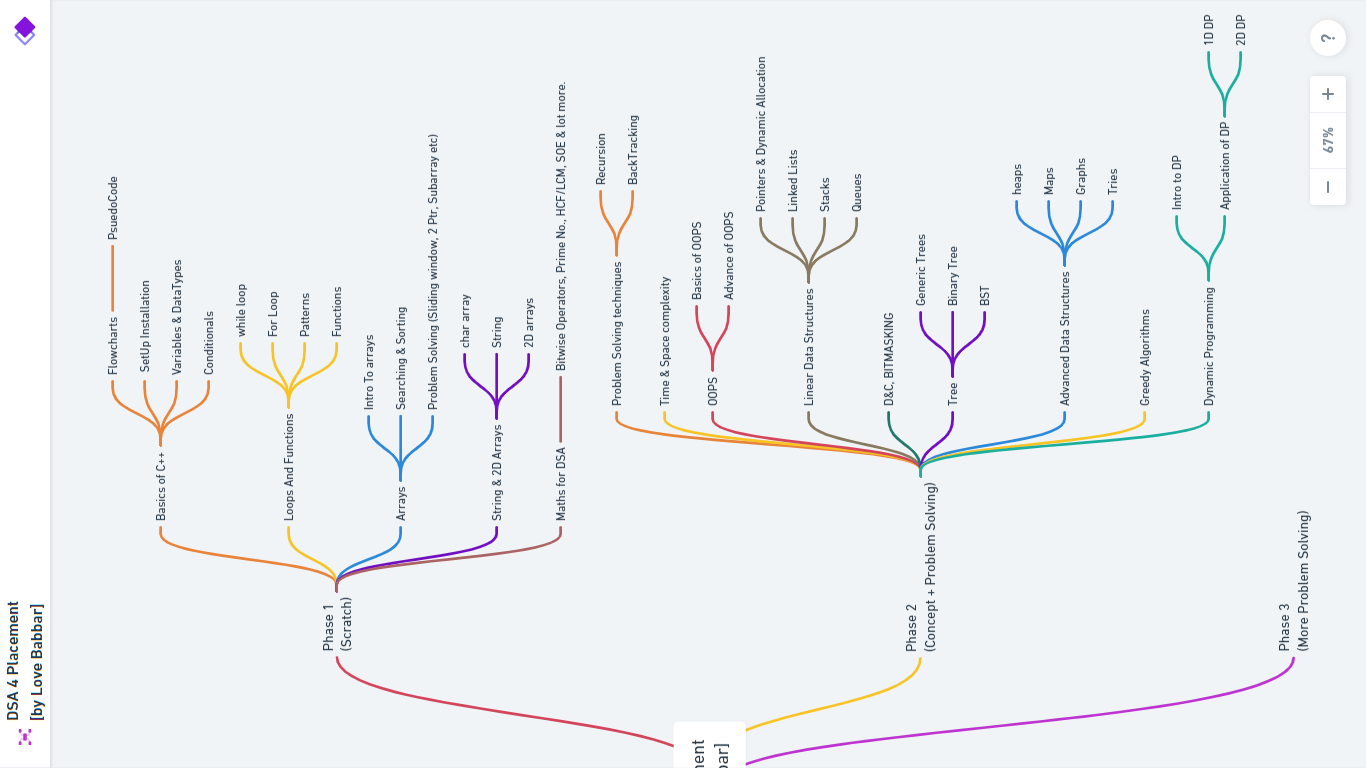 DSA 4 Placement
[by Love Babbar]
Phase 1
(Scratch)
Basics of C++
Flowcharts
PsuedoCode
SetUp Installation
Variables & DataTypes
Conditionals
Loops And Functions
while loop
For Loop
Patterns
Functions
Arrays
Intro To arrays
Searching & Sorting
Problem Solving (Sliding window, 2 Ptr, Subarray etc)
String & 2D Arrays
char array
String
2D arrays
Maths for DSA
Bitwise Operators, Prime No., HCF/LCM, SOE & lot more.
Phase 2
(Concept + Problem Solving)
Problem Solving techniques
Recursion
BackTracking
Time & Space complexity
OOPS
Basics of OOPS
Advance of OOPS
Linear Data Structures
Pointers & Dynamic Allocation
Linked Lists
Stacks
Queues
D&C, BITMASKING
Tree
Generic Trees
Binary Tree
BST
Advanced Data Structures
heaps
Maps
Graphs
Tries
Greedy Algorithms
Dynamic Programming
Intro to DP
Application of DP
1D DP
2D DP
Phase 3
(More Problem Solving)
ment
bar]
?
− 67% +